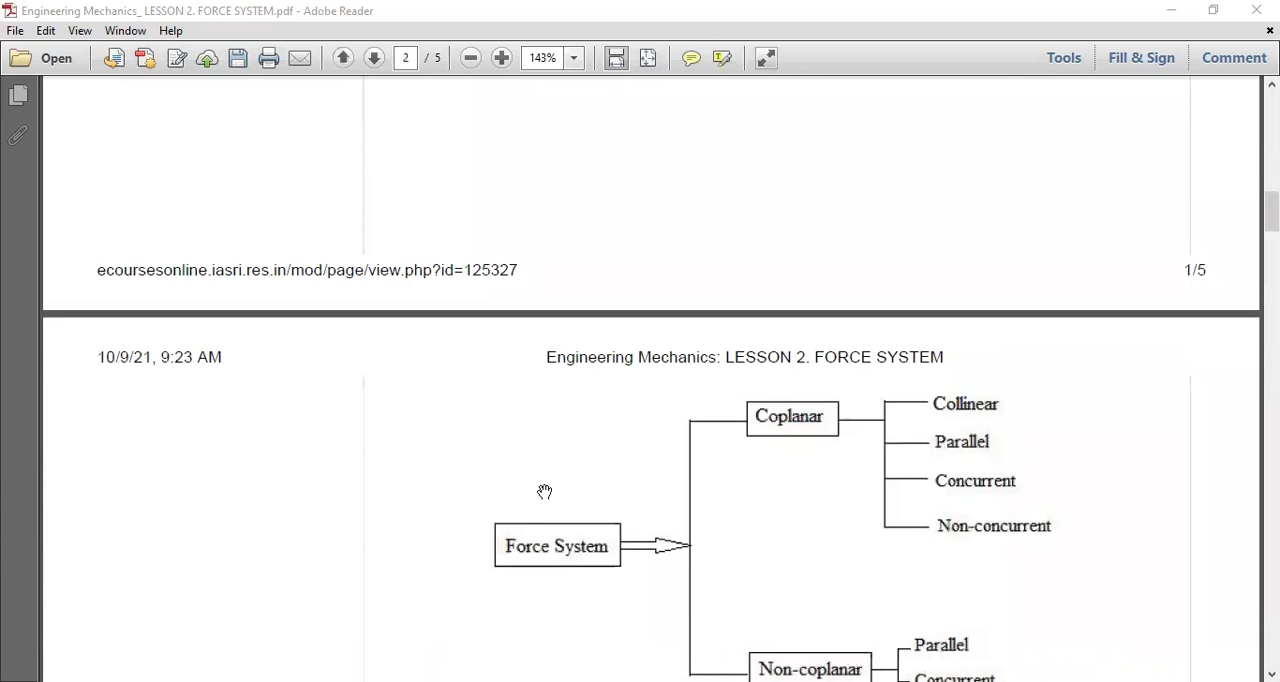 Engineering Mechanics_ LESSON 2. FORCE SYSTEM.pdf - Adobe Reader
File Edit View Window Help
Open 2 / 5 143% Tools Fill & Sign Comment
ecoursesonline.iasri.res.in/mod/page/view.php?id=125327 1/5
10/9/21, 9:23 AM Engineering Mechanics: LESSON 2. FORCE SYSTEM
Collinear
Coplanar
Parallel
Concurrent
Non-concurrent
Force System
Parallel
Non-coplanar
Concurrent